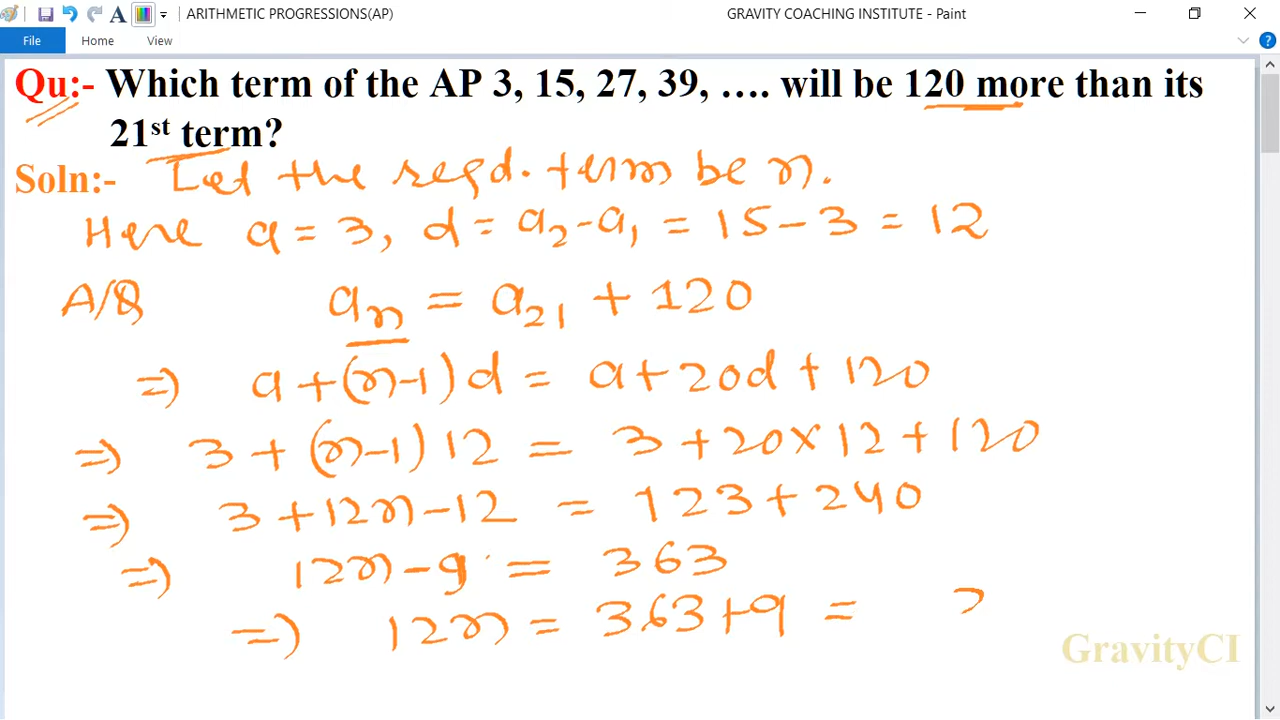 ARITHMETIC PROGRESSIONS(AP)
GRAVITY COACHING INSTITUTE - Paint
File Home View
Qu:- Which term of the AP 3, 15, 27, 39, …. will be 120 more than its
21st term?
Soln:- Let the reqd. term be n.
Here a = 3, d = a₂-a₁ = 15 - 3 = 12
A/Q aₙ = a₂₁ + 120
=) a + (n-1) d = a + 20d + 120
=) 3 + (n-1) 12 = 3 + 20 × 12 + 120
=) 3 + 12n - 12 = 123 + 240
=) 12n - 9 = 363
=) 12n = 363 + 9 =
GravityCI